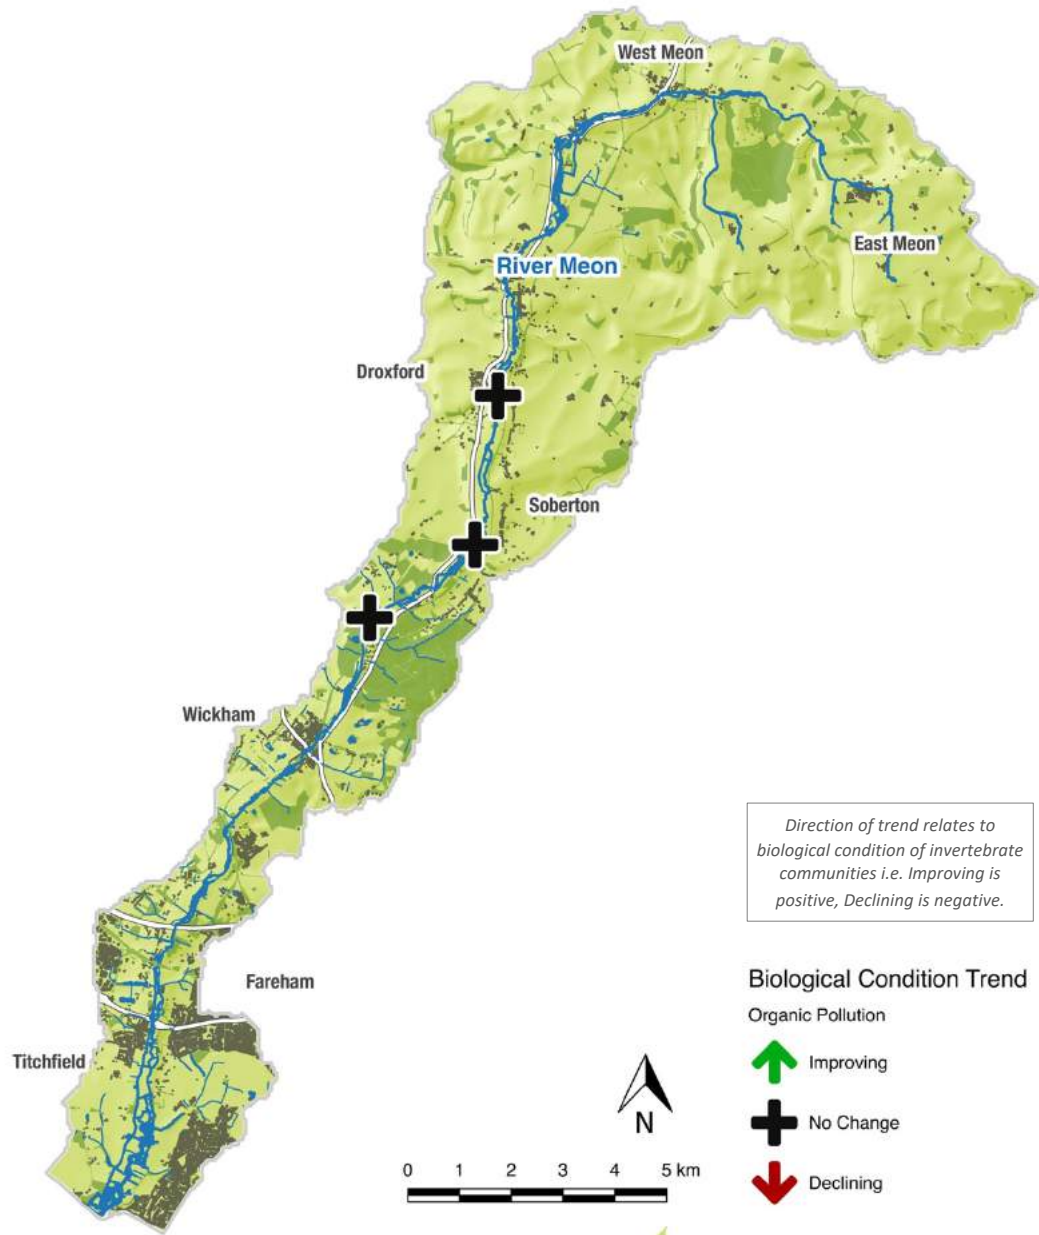 West Meon
East Meon
River Meon
Droxford
Soberton
Wickham
Direction of trend relates to
biological condition of invertebrate
communities i.e. Improving is
positive, Declining is negative.
Fareham
Titchfield
Biological Condition Trend
Organic Pollution
Improving
No Change
Declining
N
0 1 2 3 4 5 km